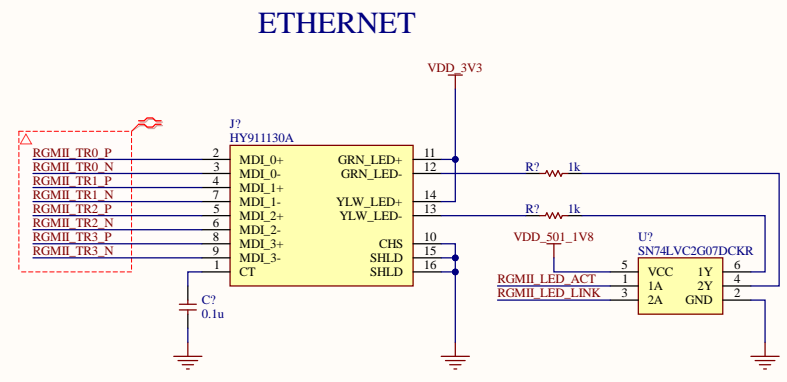 ETHERNET
VDD_3V3
J?
HY911130A
RGMII_TR0_P 2 MDI_0+ GRN_LED+ 11
RGMII_TR0_N 3 MDI_0- GRN_LED- 12 R? 1k
RGMII_TR1_P 4 MDI_1+
RGMII_TR1_N 7 MDI_1- YLW_LED+ 14
RGMII_TR2_P 5 MDI_2+ YLW_LED- 13 R? 1k
RGMII_TR2_N 6 MDI_2-
RGMII_TR3_P 8 MDI_3+ CHS 10
RGMII_TR3_N 9 MDI_3- SHLD 15
1 CT SHLD 16
VDD_501_1V8
U?
SN74LVC2G07DCKR
5 VCC 1Y 6
RGMII_LED_ACT 1 1A 2Y 4
RGMII_LED_LINK 3 2A GND 2
C?
0.1u